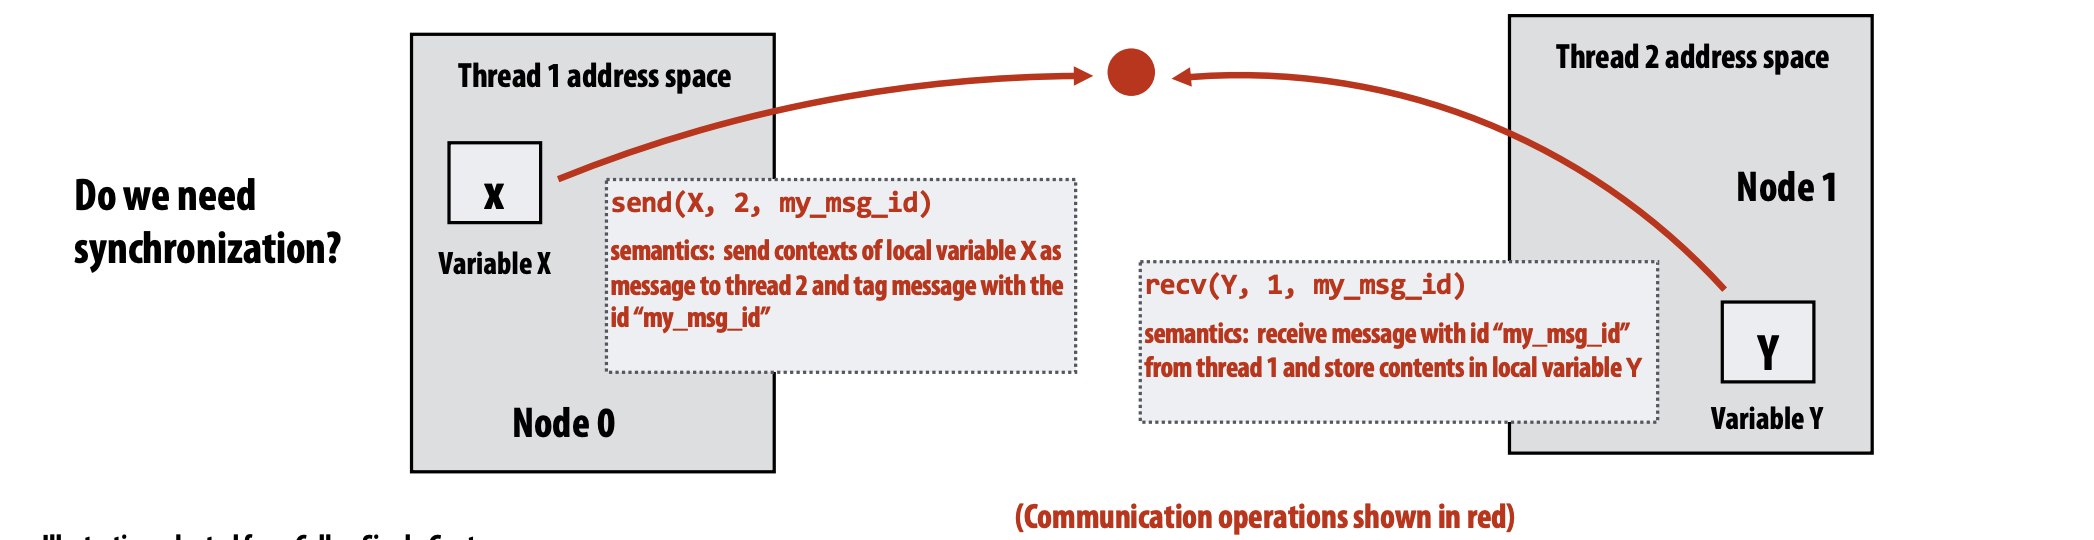 Do we need
synchronization?
Thread 1 address space
X
Variable X
send(X, 2, my_msg_id)
semantics: send contexts of local variable X as
message to thread 2 and tag message with the
id “my_msg_id”
Node 0
Thread 2 address space
Node 1
recv(Y, 1, my_msg_id)
semantics: receive message with id “my_msg_id”
from thread 1 and store contents in local variable Y
Y
Variable Y
(Communication operations shown in red)